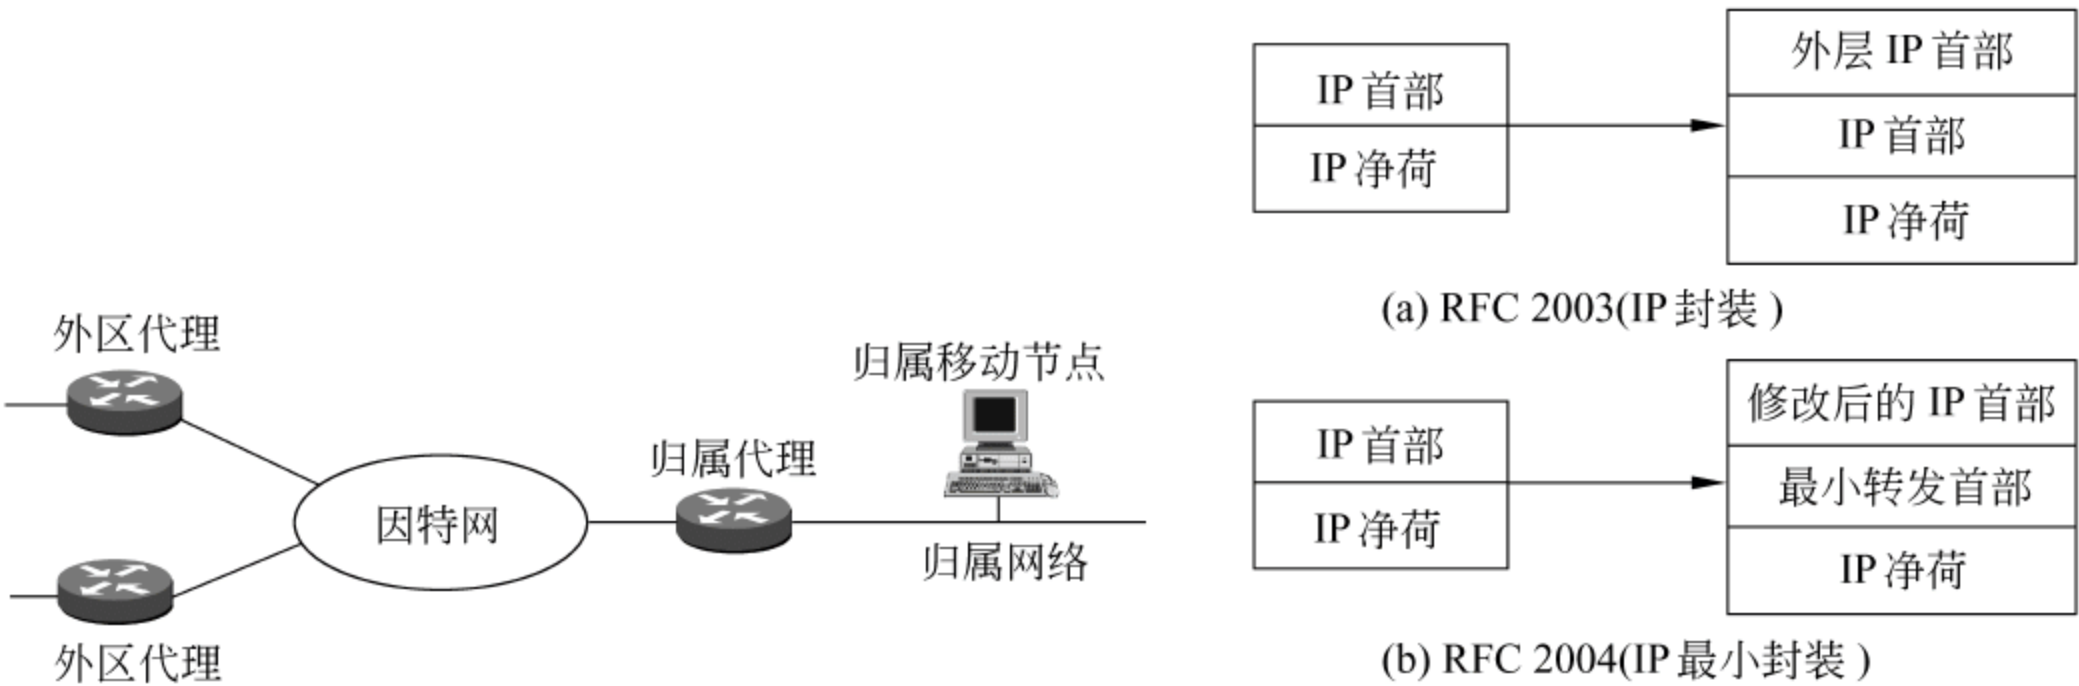 外区代理
外区代理
因特网
归属代理
归属移动节点
归属网络
IP 首部
IP 净荷
外层 IP 首部
IP 首部
IP 净荷
(a) RFC 2003(IP 封装 )
IP 首部
IP 净荷
修改后的 IP 首部
最小转发首部
IP 净荷
(b) RFC 2004(IP 最小封装 )